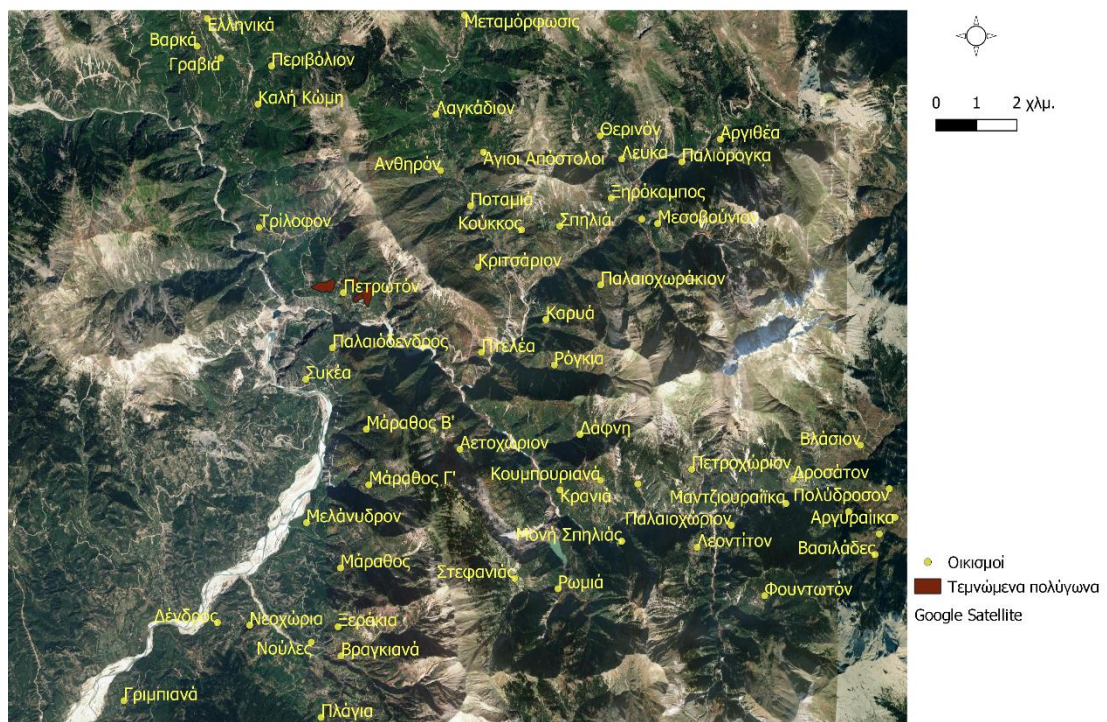 Ελληνικά
Μεταμόρφωσις
Βαρκά
Γραβιά
Περιβόλιον
Καλή Κώμη
Λαγκάδιον
Θερινόν
Αργιθέα
Άγιοι Απόστολοι
Λεύκα
Παλιόρογκα
Ανθηρόν
Ξηρόκαμπος
Ποταμιά
Μεσοβούνιον
Τρίλοφον
Κούκκος
Σπηλιά
Κριτσάριον
Παλαιοχωράκιον
Πετρωτόν
Καρυά
Παλαιόδενδρος
Πτελέα
Ρόγκια
Συκέα
Μάραθος Β'
Δάφνη
Αετοχώριον
Βλάσιον
Πετροχώριον
Κουμπουριανά
Δροσάτον
Μάραθος Γ'
Κρανιά
Μαντζιουραίϊκα
Πολύδροσον
Μελάνυδρον
Παλαιοχώριον
Αργυραίικα
Μονή Σπηλιάς
Λεοντίτον
Βασιλάδες
Μάραθος
Στεφανιάς
Ρωμιά
Φουντωτόν
Δένδρος
Νεοχώρια
Ξεράκια
Νούλες
Βραγκιανά
Γριμπιανά
Πλάγια
0 1 2 χλμ.
Οικισμοί
Τεμνώμενα πολύγωνα
Google Satellite